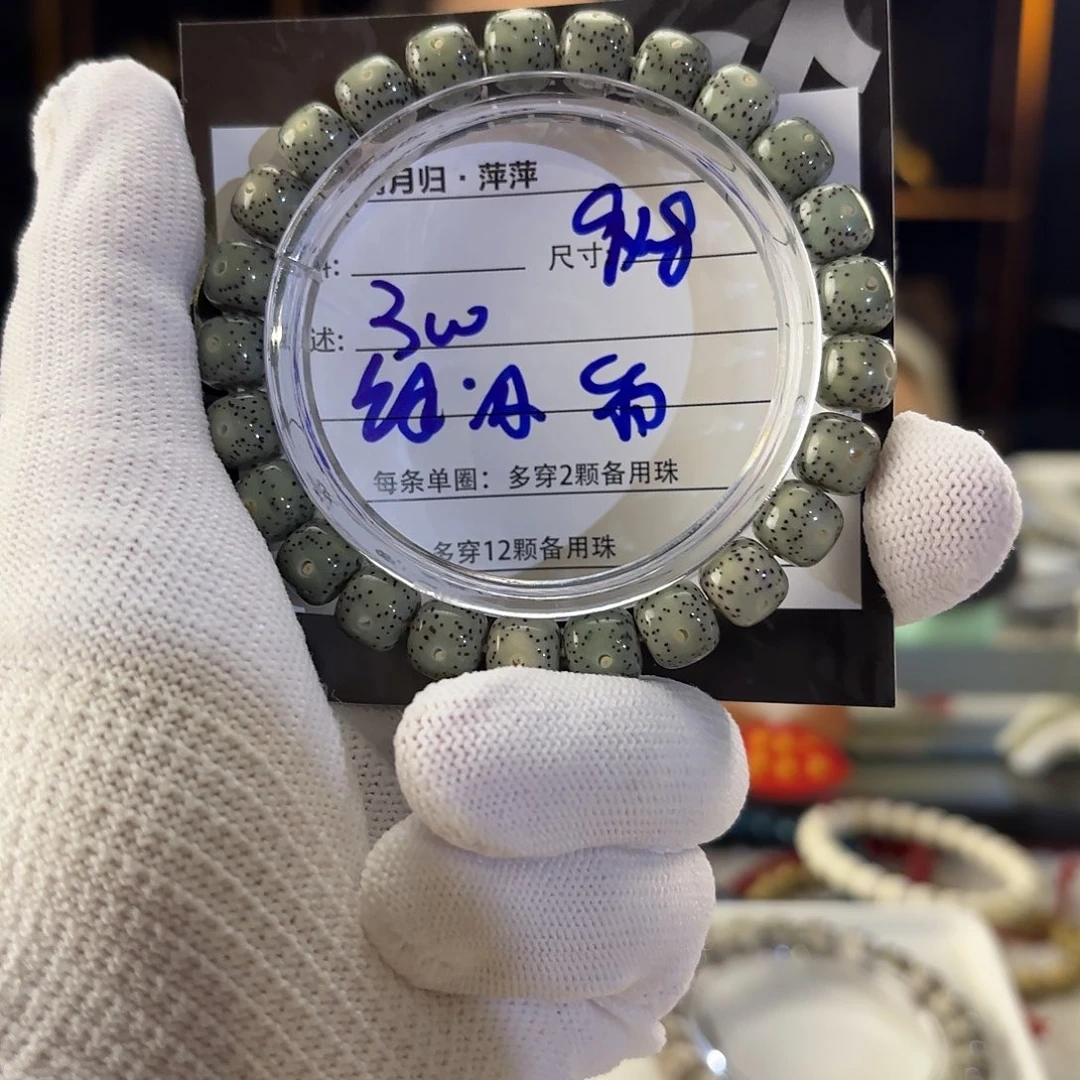 月归·萍萍
尺寸: 9x8
述: 3w
每条单圈：多穿2颗备用珠
多穿12颗备用珠